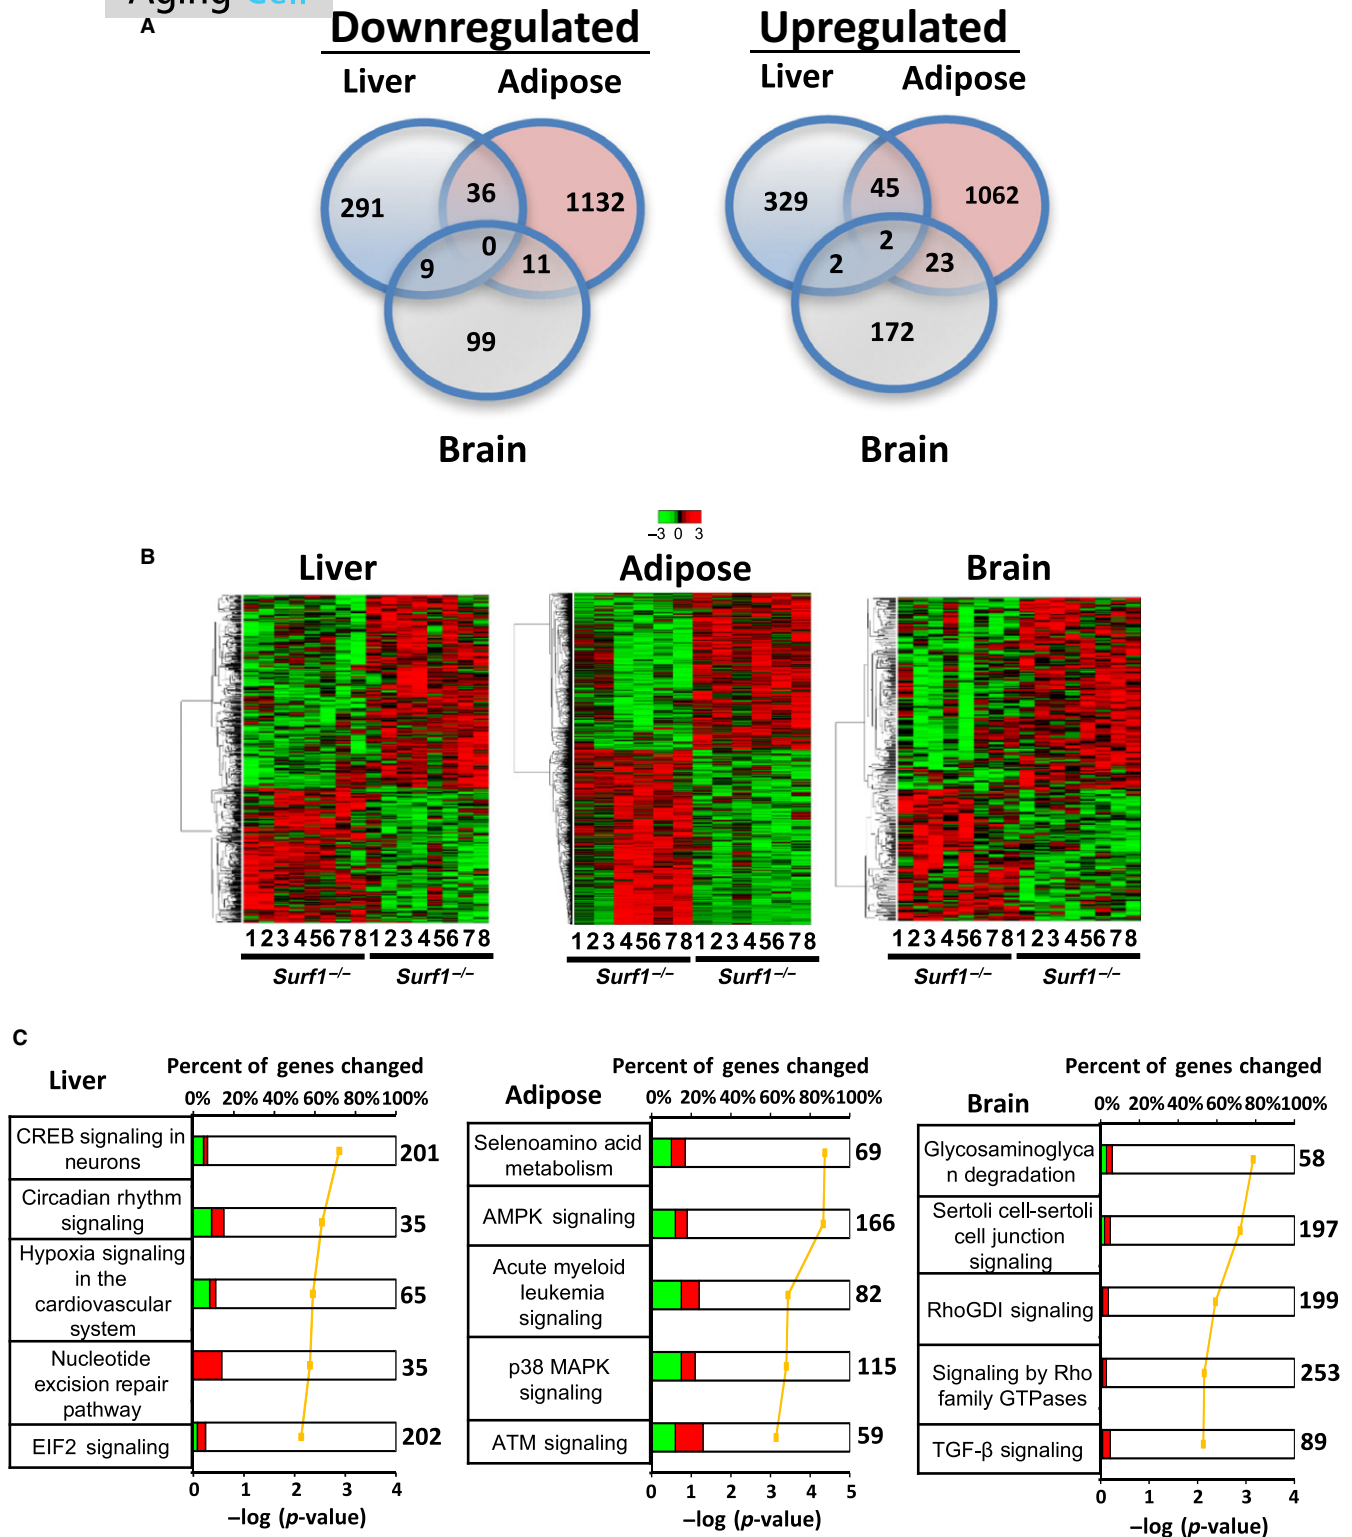 Aging Cell
A
Downregulated
Upregulated
Liver
Adipose
Liver
Adipose
291
36
1132
0
9
11
99
329
45
1062
2
2
23
172
Brain
Brain
–3 0 3
B
Liver
Adipose
Brain
1 2 3 4 5 6 7 8 1 2 3 4 5 6 7 8
1 2 3 4 5 6 7 8 1 2 3 4 5 6 7 8
1 2 3 4 5 6 7 8 1 2 3 4 5 6 7 8
Surf1–/– Surf1–/–
Surf1–/– Surf1–/–
Surf1–/– Surf1–/–
C
Liver
Percent of genes changed
0% 20% 40% 60% 80% 100%
CREB signaling in
neurons
201
Circadian rhythm
signaling
35
Hypoxia signaling
in the
cardiovascular
system
65
Nucleotide
excision repair
pathway
35
EIF2 signaling
202
0 1 2 3 4
–log (p-value)
Adipose
Percent of genes changed
0% 20% 40% 60% 80% 100%
Selenoamino acid
metabolism
69
AMPK signaling
166
Acute myeloid
leukemia
signaling
82
p38 MAPK
signaling
115
ATM signaling
59
0 1 2 3 4 5
–log (p-value)
Brain
Percent of genes changed
0% 20% 40% 60% 80% 100%
Glycosaminoglyca
n degradation
58
Sertoli cell-sertoli
cell junction
signaling
197
RhoGDI signaling
199
Signaling by Rho
family GTPases
253
TGF-β signaling
89
0 1 2 3 4
–log (p-value)